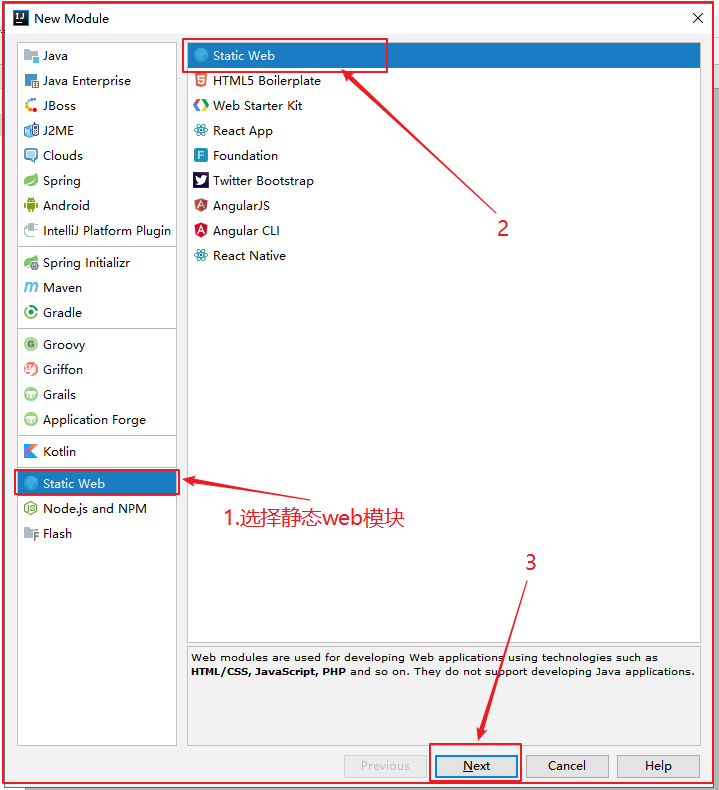 New Module
Java
Java Enterprise
JBoss
J2ME
Clouds
Spring
Android
IntelliJ Platform Plugin
Spring Initializr
Maven
Gradle
Groovy
Griffon
Grails
Application Forge
Kotlin
Static Web
Node.js and NPM
Flash
Static Web
HTML5 Boilerplate
Web Starter Kit
React App
Foundation
Twitter Bootstrap
AngularJS
Angular CLI
React Native
2
1.选择静态web模块
3
Web modules are used for developing Web applications using technologies such as
HTML/CSS, JavaScript, PHP and so on. They do not support developing Java applications.
Previous
Next
Cancel
Help